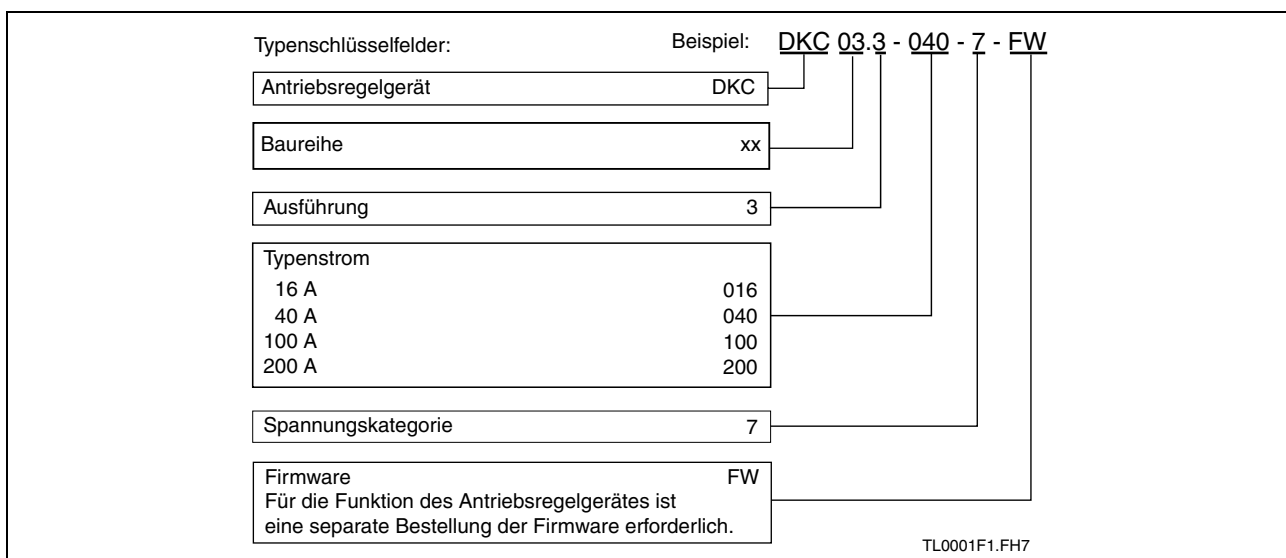 Typenschlüsselfelder: Beispiel: DKC 03.3 - 040 - 7 - FW
Antriebsregelgerät DKC
Baureihe xx
Ausführung 3
Typenstrom
16 A 016
40 A 040
100 A 100
200 A 200
Spannungskategorie 7
Firmware FW
Für die Funktion des Antriebsregelgerätes ist
eine separate Bestellung der Firmware erforderlich.
TL0001F1.FH7